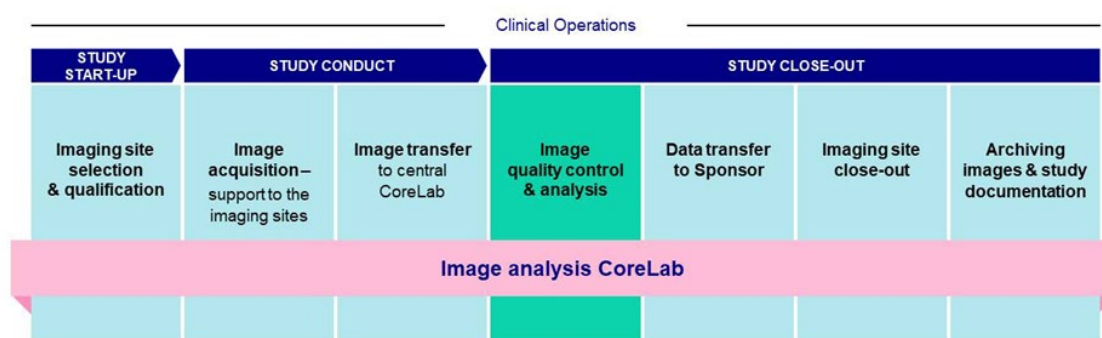 Clinical Operations
STUDY
START-UP
STUDY CONDUCT
STUDY CLOSE-OUT
Imaging site
selection
& qualification
Image
acquisition–
support to the
imaging sites
Image transfer
to central
CoreLab
Image
quality control
& analysis
Data transfer
to Sponsor
Imaging site
close-out
Archiving
images & study
documentation
Image analysis CoreLab